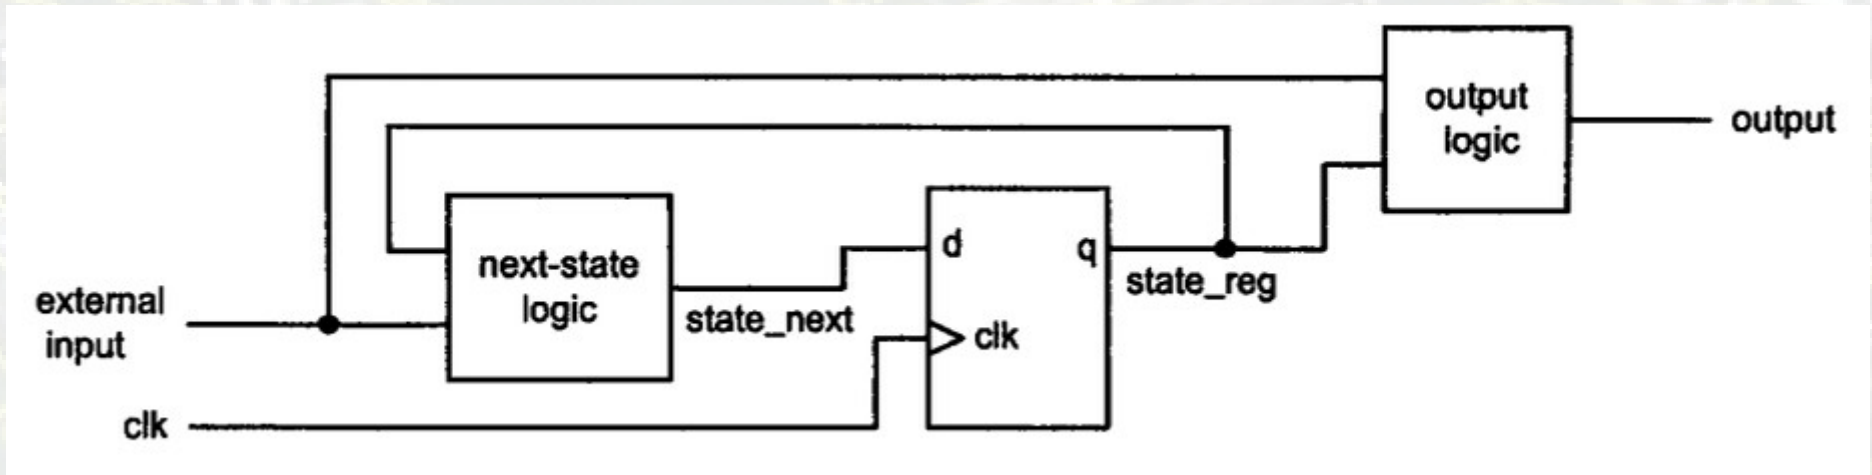 output
logic
output
next-state
logic
d
q
state_reg
external
input
state_next
clk
clk